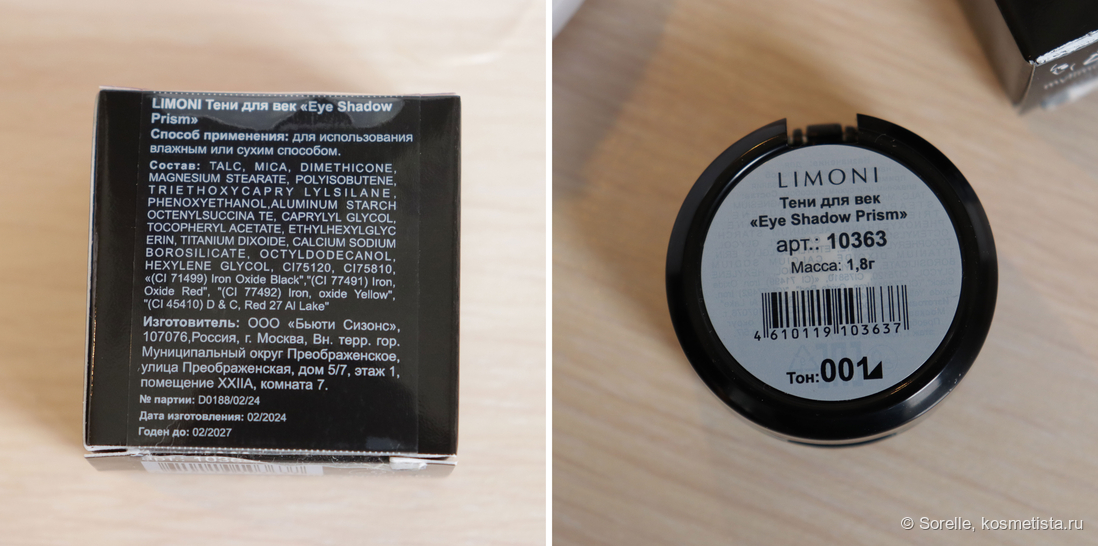 LIMONI Тени для век «Eye Shadow
Prism»
Способ применения: для использования
влажным или сухим способом.
Состав: TALC, MICA, DIMETHICONE,
MAGNESIUM STEARATE, POLYISOBUTENE,
TRIETHOXYCAPRY LYLSILANE,
PHENOXYETHANOL,ALUMINUM STARCH
OCTENYLSUCCINA TE, CAPRYLYL GLYCOL,
TOCOPHERYL ACETATE, ETHYLHEXYLGLYC
ERIN, TITANIUM DIXOIDE, CALCIUM SODIUM
BOROSILICATE, OCTYLDODECANOL,
HEXYLENE GLYCOL, CI75120, CI75810,
«(CI 71499) Iron Oxide Black","(CI 77491) Iron,
Oxide Red", "(CI 77492) Iron, oxide Yellow",
"(CI 45410) D & C, Red 27 Al Lake"
Изготовитель: ООО «Бьюти Сизонс»,
107076,Россия, г. Москва, Вн. терр. гор.
Муниципальный округ Преображенское,
улица Преображенская, дом 5/7, этаж 1,
помещение XXIIA, комната 7.
№ партии: D0188/02/24
Дата изготовления: 02/2024
Годен до: 02/2027
LIMONI
Тени для век
«Eye Shadow Prism»
арт.: 10363
Масса: 1,8г
4 610119 103637
Тон:001
© Sorelle, kosmetista.ru